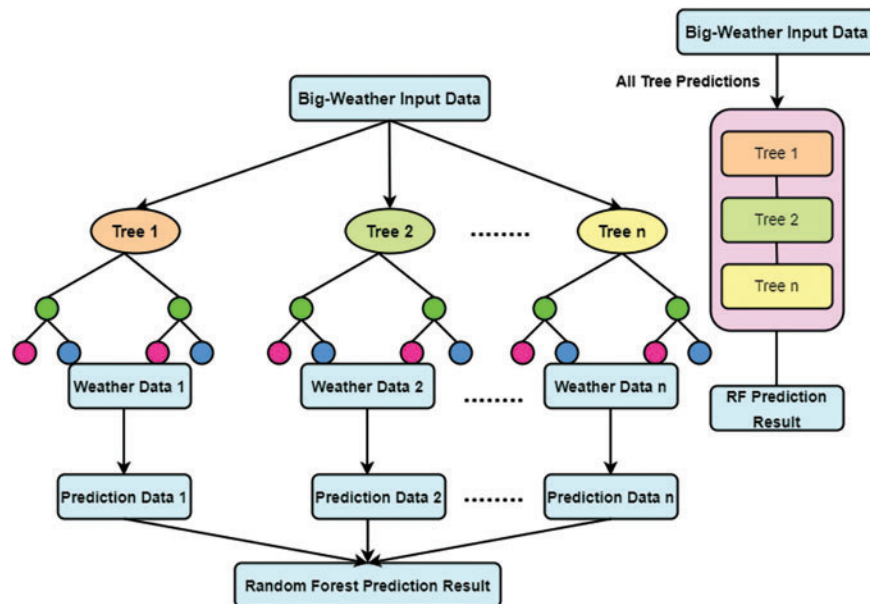 Big-Weather Input Data
All Tree Predictions
Big-Weather Input Data
Tree 1
Tree 2
Tree n
Tree 1
Tree 2
........
Tree n
Weather Data 1
Weather Data 2
........
Weather Data n
RF Prediction
Result
Prediction Data 1
Prediction Data 2
........
Prediction Data n
Random Forest Prediction Result